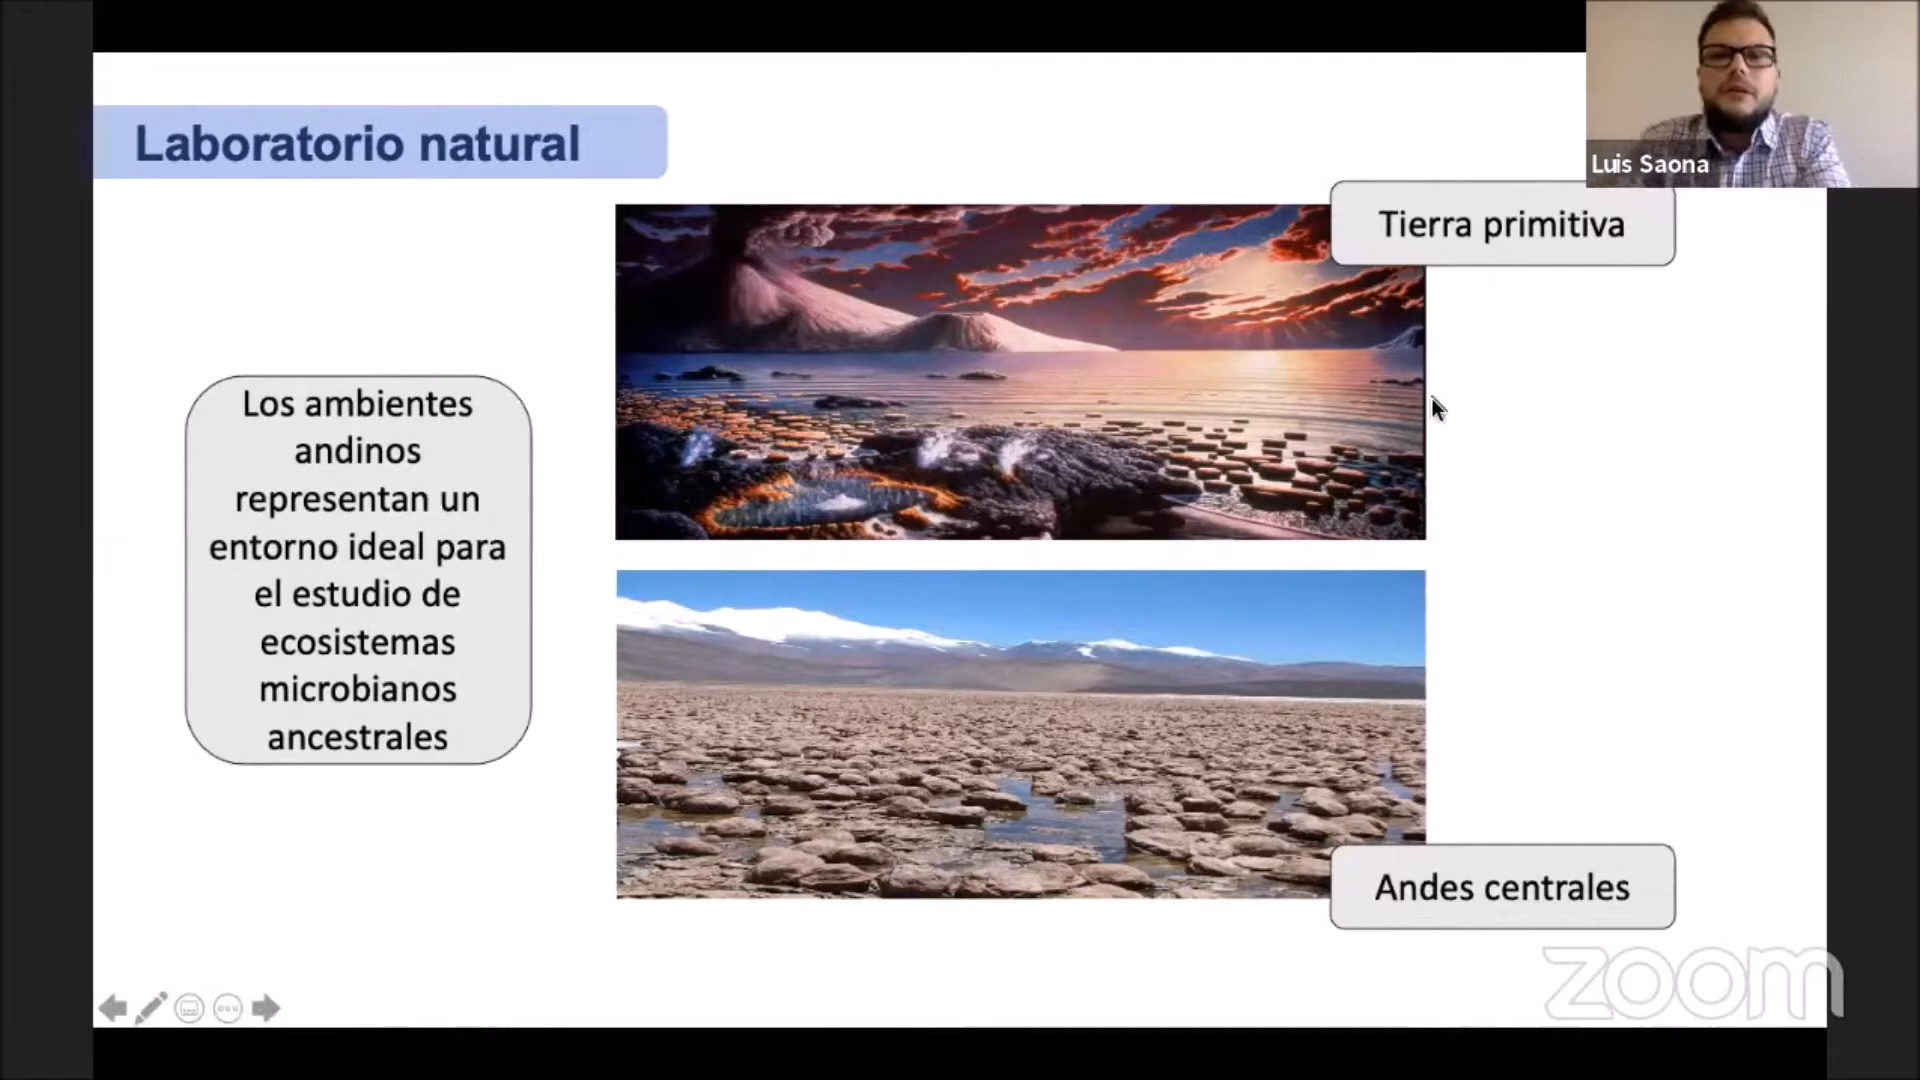 Laboratorio natural
Luis Saona
Tierra primitiva
Los ambientes
andinos
representan un
entorno ideal para
el estudio de
ecosistemas
microbianos
ancestrales
Andes centrales
zoom